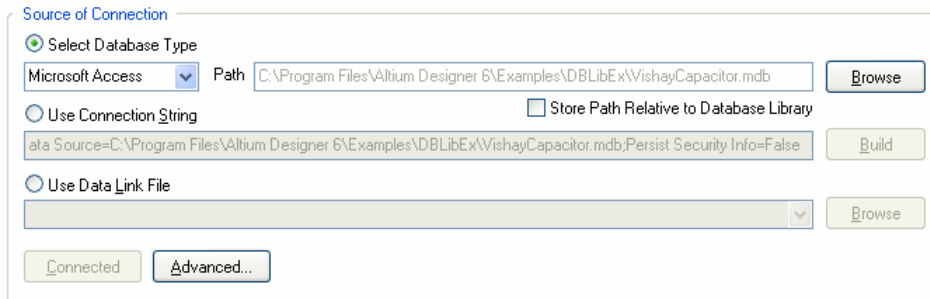 Source of Connection
Select Database Type
Microsoft Access Path C:\Program Files\Altium Designer 6\Examples\DBLibEx\VishayCapacitor.mdb Browse
Use Connection String Store Path Relative to Database Library
ata Source=C:\Program Files\Altium Designer 6\Examples\DBLibEx\VishayCapacitor.mdb;Persist Security Info=False Build
Use Data Link File
Browse
Connected Advanced...